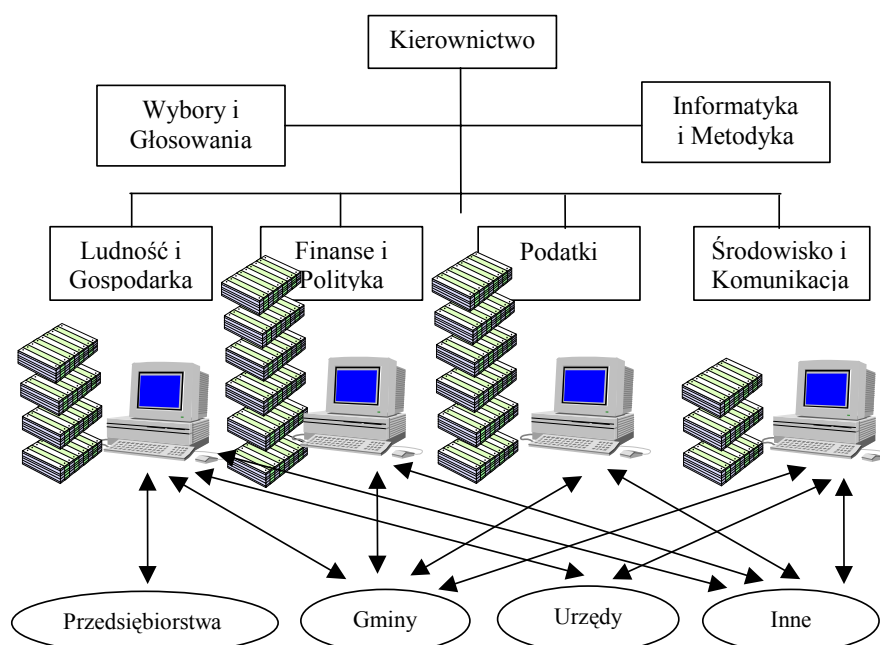 Kierownictwo
Wybory i
Głosowania
Informatyka
i Metodyka
Ludność i
Gospodarka
Finanse i
Polityka
Podatki
Środowisko i
Komunikacja
Przedsiębiorstwa
Gminy
Urzędy
Inne